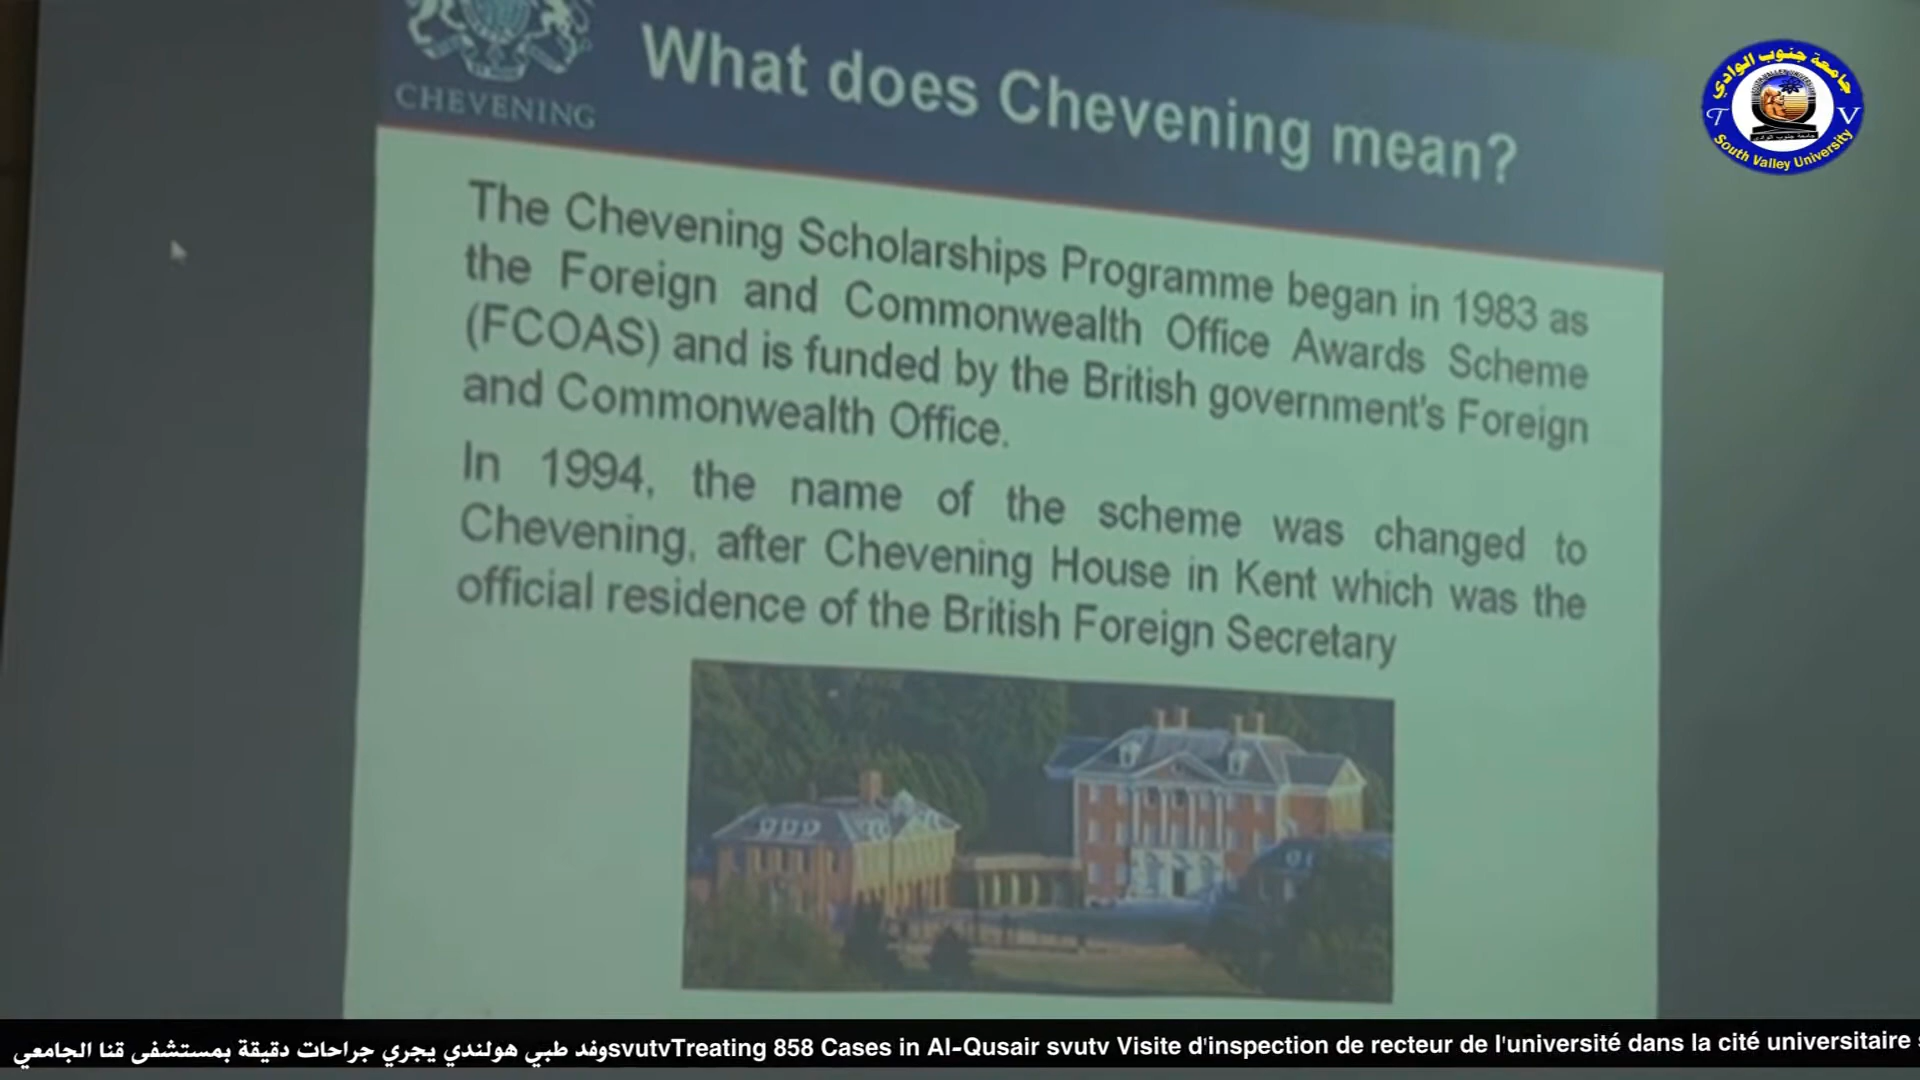 CHEVENING
What does Chevening mean?
The Chevening Scholarships Programme began in 1983 as
the Foreign and Commonwealth Office Awards Scheme
(FCOAS) and is funded by the British government's Foreign
and Commonwealth Office.
In 1994, the name of the scheme was changed to
Chevening, after Chevening House in Kent which was the
official residence of the British Foreign Secretary
جامعة جنوب الوادي
T V
South Valley University
وفد طبي هولندي يجري جراحات دقيقة بمستشفى قنا الجامعي svutvTreating 858 Cases in Al-Qusair svutv Visite d'inspection de recteur de l'université dans la cité universitaire